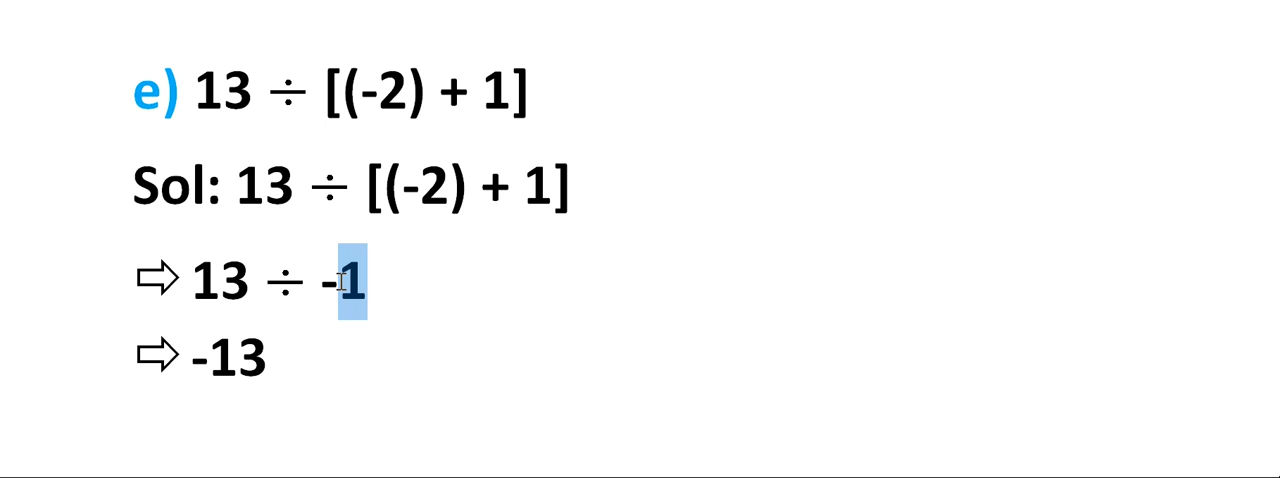 e) 13 ÷ [(-2) + 1]
Sol: 13 ÷ [(-2) + 1]
⇨ 13 ÷ -1
⇨ -13